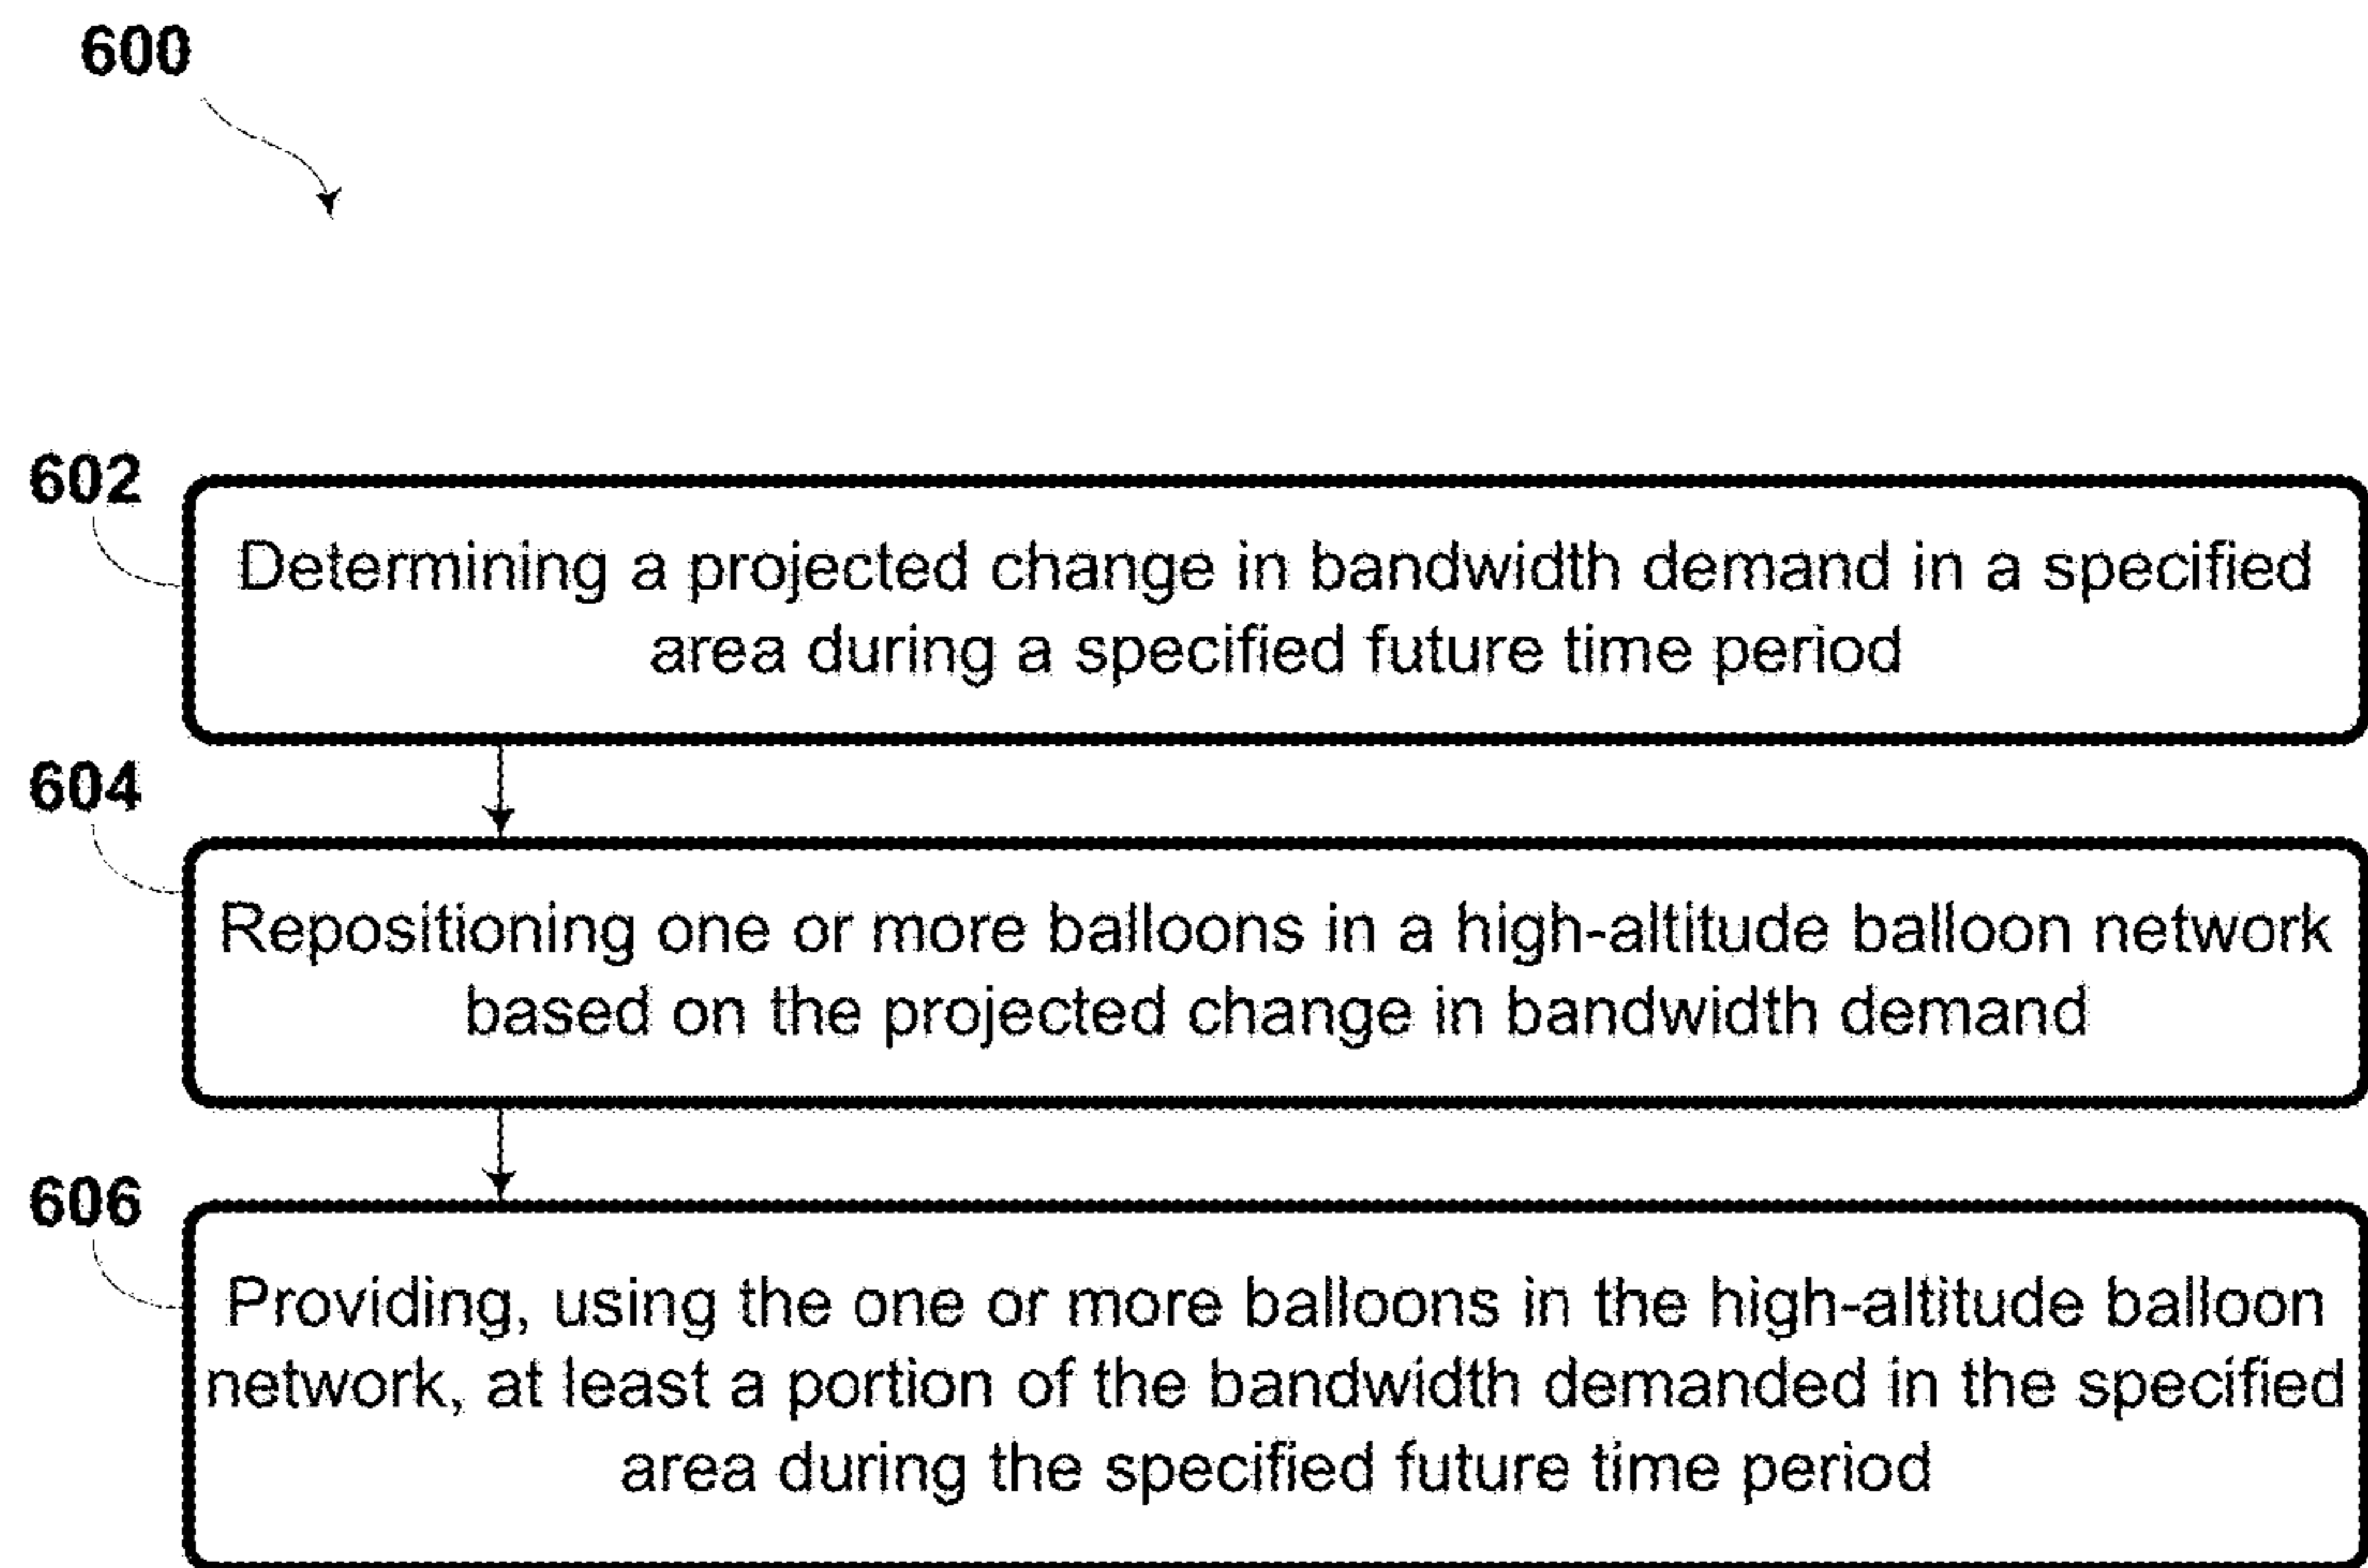 600
602
Determining a projected change in bandwidth demand in a specified
area during a specified future time period
604
Repositioning one or more balloons in a high-altitude balloon network
based on the projected change in bandwidth demand
606
Providing, using the one or more balloons in the high-altitude balloon
network, at least a portion of the bandwidth demanded in the specified
area during the specified future time period